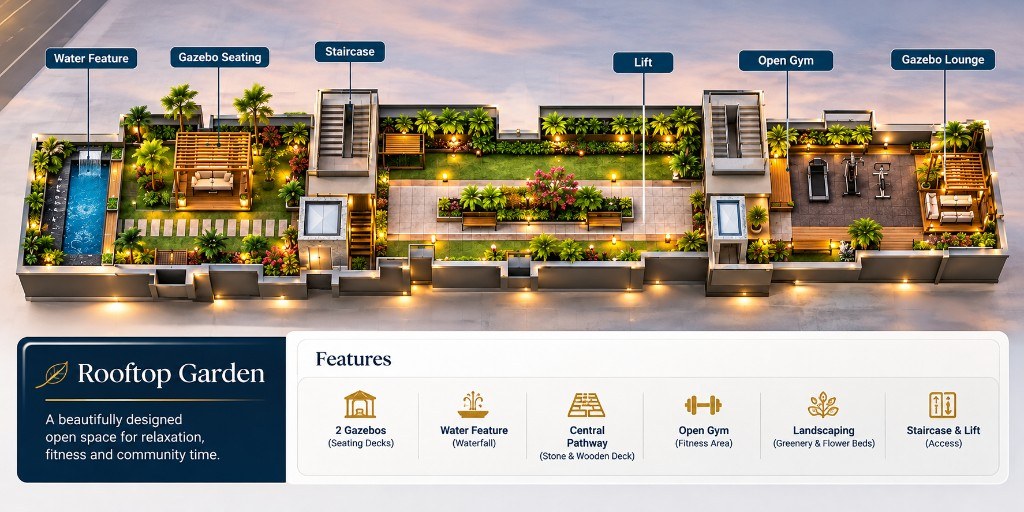 Water Feature
Gazebo Seating
Staircase
Lift
Open Gym
Gazebo Lounge
Rooftop Garden
A beautifully designed
open space for relaxation,
fitness and community time.
Features
2 Gazebos
(Seating Decks)
Water Feature
(Waterfall)
Central
Pathway
(Stone & Wooden Deck)
Open Gym
(Fitness Area)
Landscaping
(Greenery & Flower Beds)
Staircase & Lift
(Access)